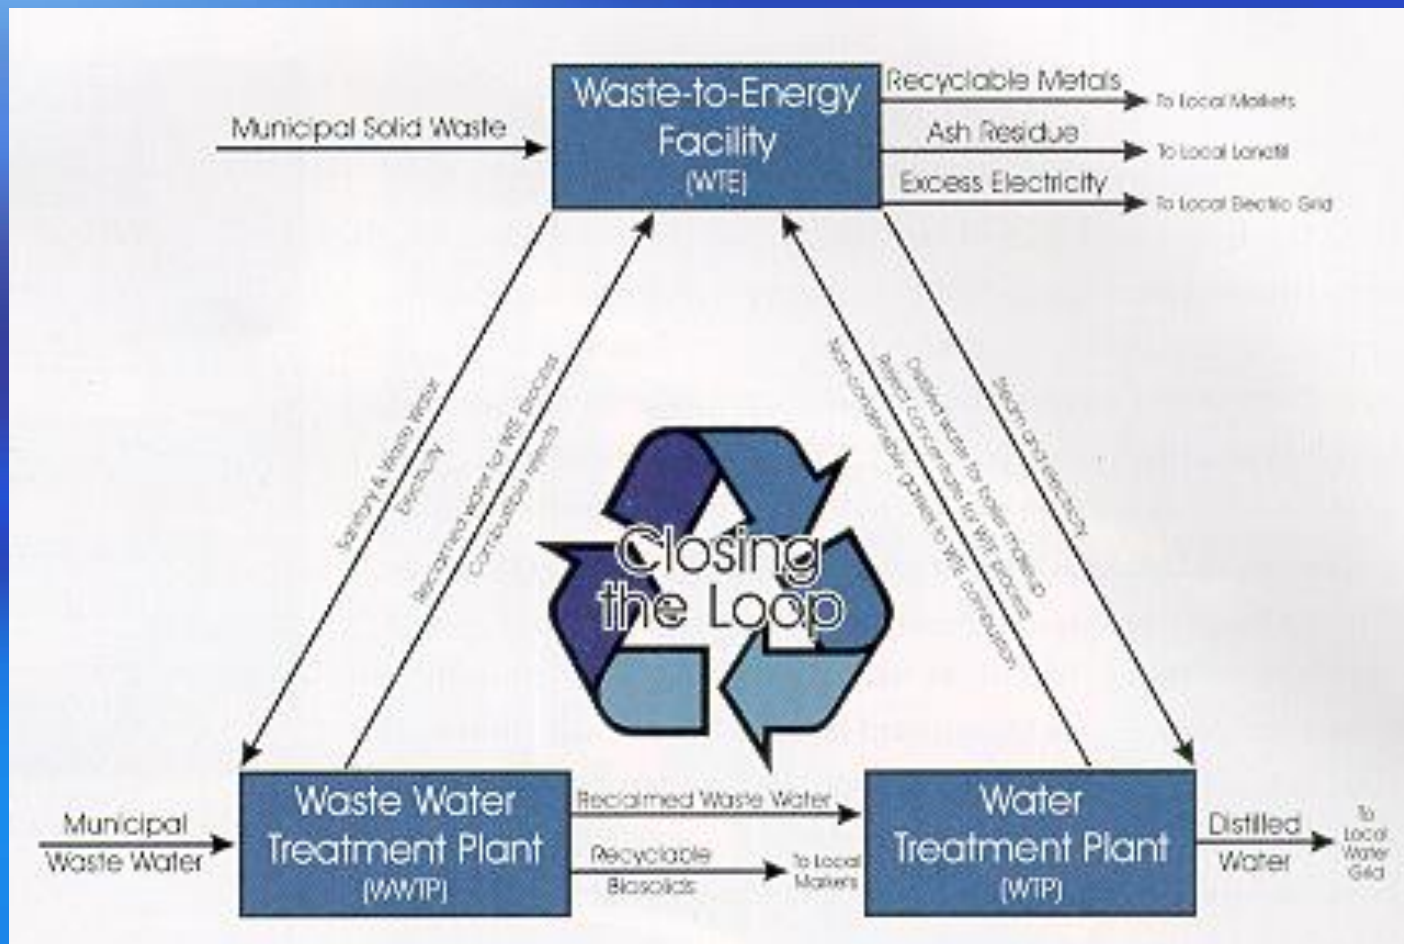 Waste-to-Energy
Facility
(WTE)
Municipal Solid Waste
Recyclable Metals
To Local Markets
Ash Residue
To Local Landfill
Excess Electricity
To Local Electric Grid
Sanitary & Waste Water
Electricity
Reclaimed water for WTE process
Combustible rejects
Non-condensible gasses to WTE combustion
Reject concentrate for WTE process
Distilled water for boiler makeup
Steam and electricity
Closing
the Loop
Municipal
Waste Water
Waste Water
Treatment Plant
(WWTP)
Reclaimed Waste Water
Recyclable
Biosolids
To Local
Markets
Water
Treatment Plant
(WTP)
Distilled
Water
To
Local
Water
Grid